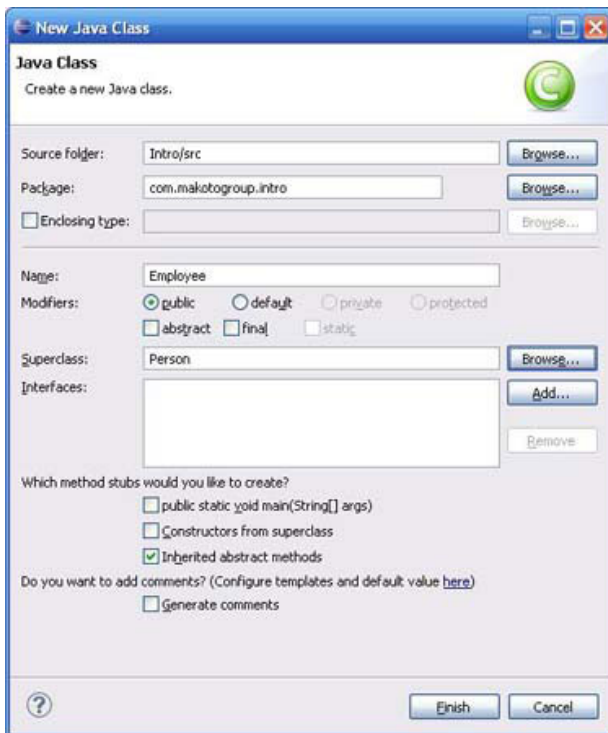 New Java Class
Java Class
Create a new Java class.
C
Source folder: Intro/src Browse...
Package: com.makotogroup.intro Browse...
Enclosing type: Browse...
Name: Employee
Modifiers: public default private protected
abstract final static
Superclass: Person Browse...
Interfaces: Add...
Remove
Which method stubs would you like to create?
public static void main(String[] args)
Constructors from superclass
Inherited abstract methods
Do you want to add comments? (Configure templates and default value here)
Generate comments
? Finish Cancel